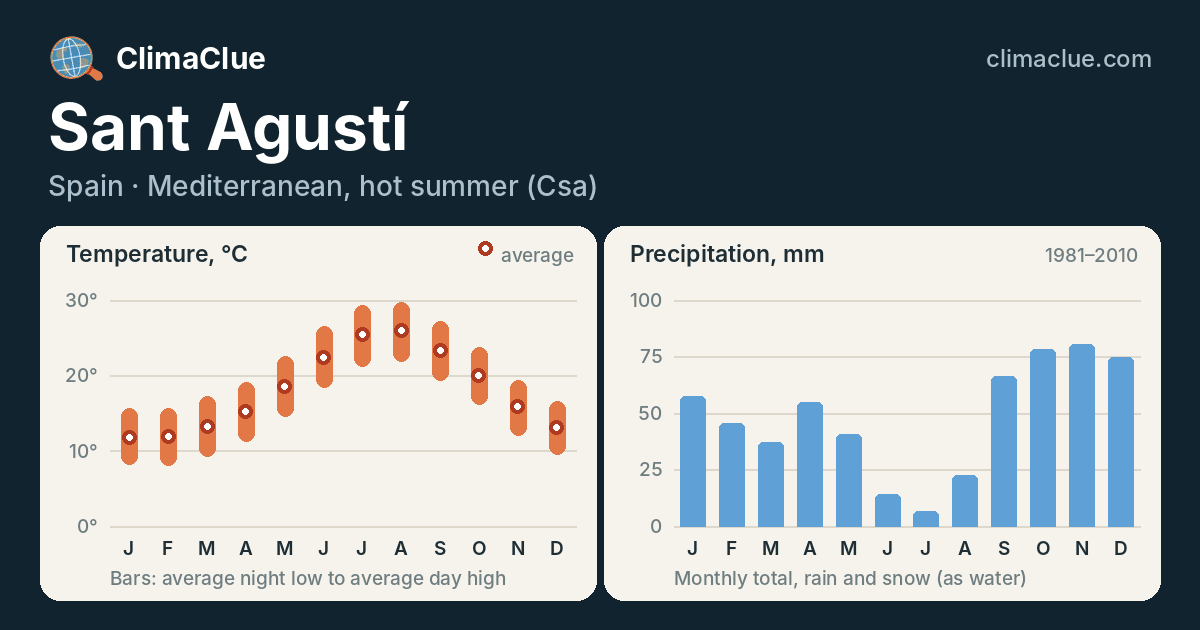 ClimaClue
climaclue.com
Sant Agustí
Spain · Mediterranean, hot summer (Csa)
Temperature, °C
average
30°
20°
10°
0°
J F M A M J J A S O N D
Bars: average night low to average day high
Precipitation, mm
1981–2010
100
75
50
25
0
J F M A M J J A S O N D
Monthly total, rain and snow (as water)